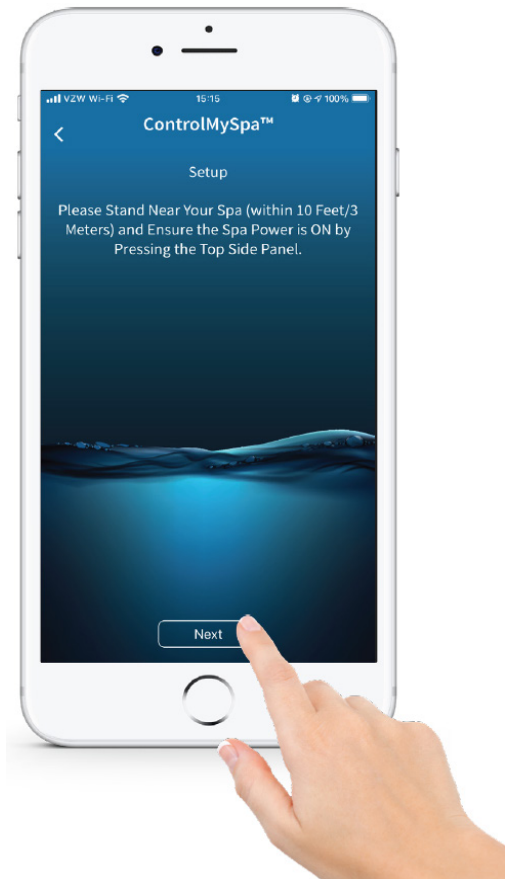 VZW Wi-Fi 15:15 100%
ControlMySpa™
Setup
Please Stand Near Your Spa (within 10 Feet/3
Meters) and Ensure the Spa Power is ON by
Pressing the Top Side Panel.
Next